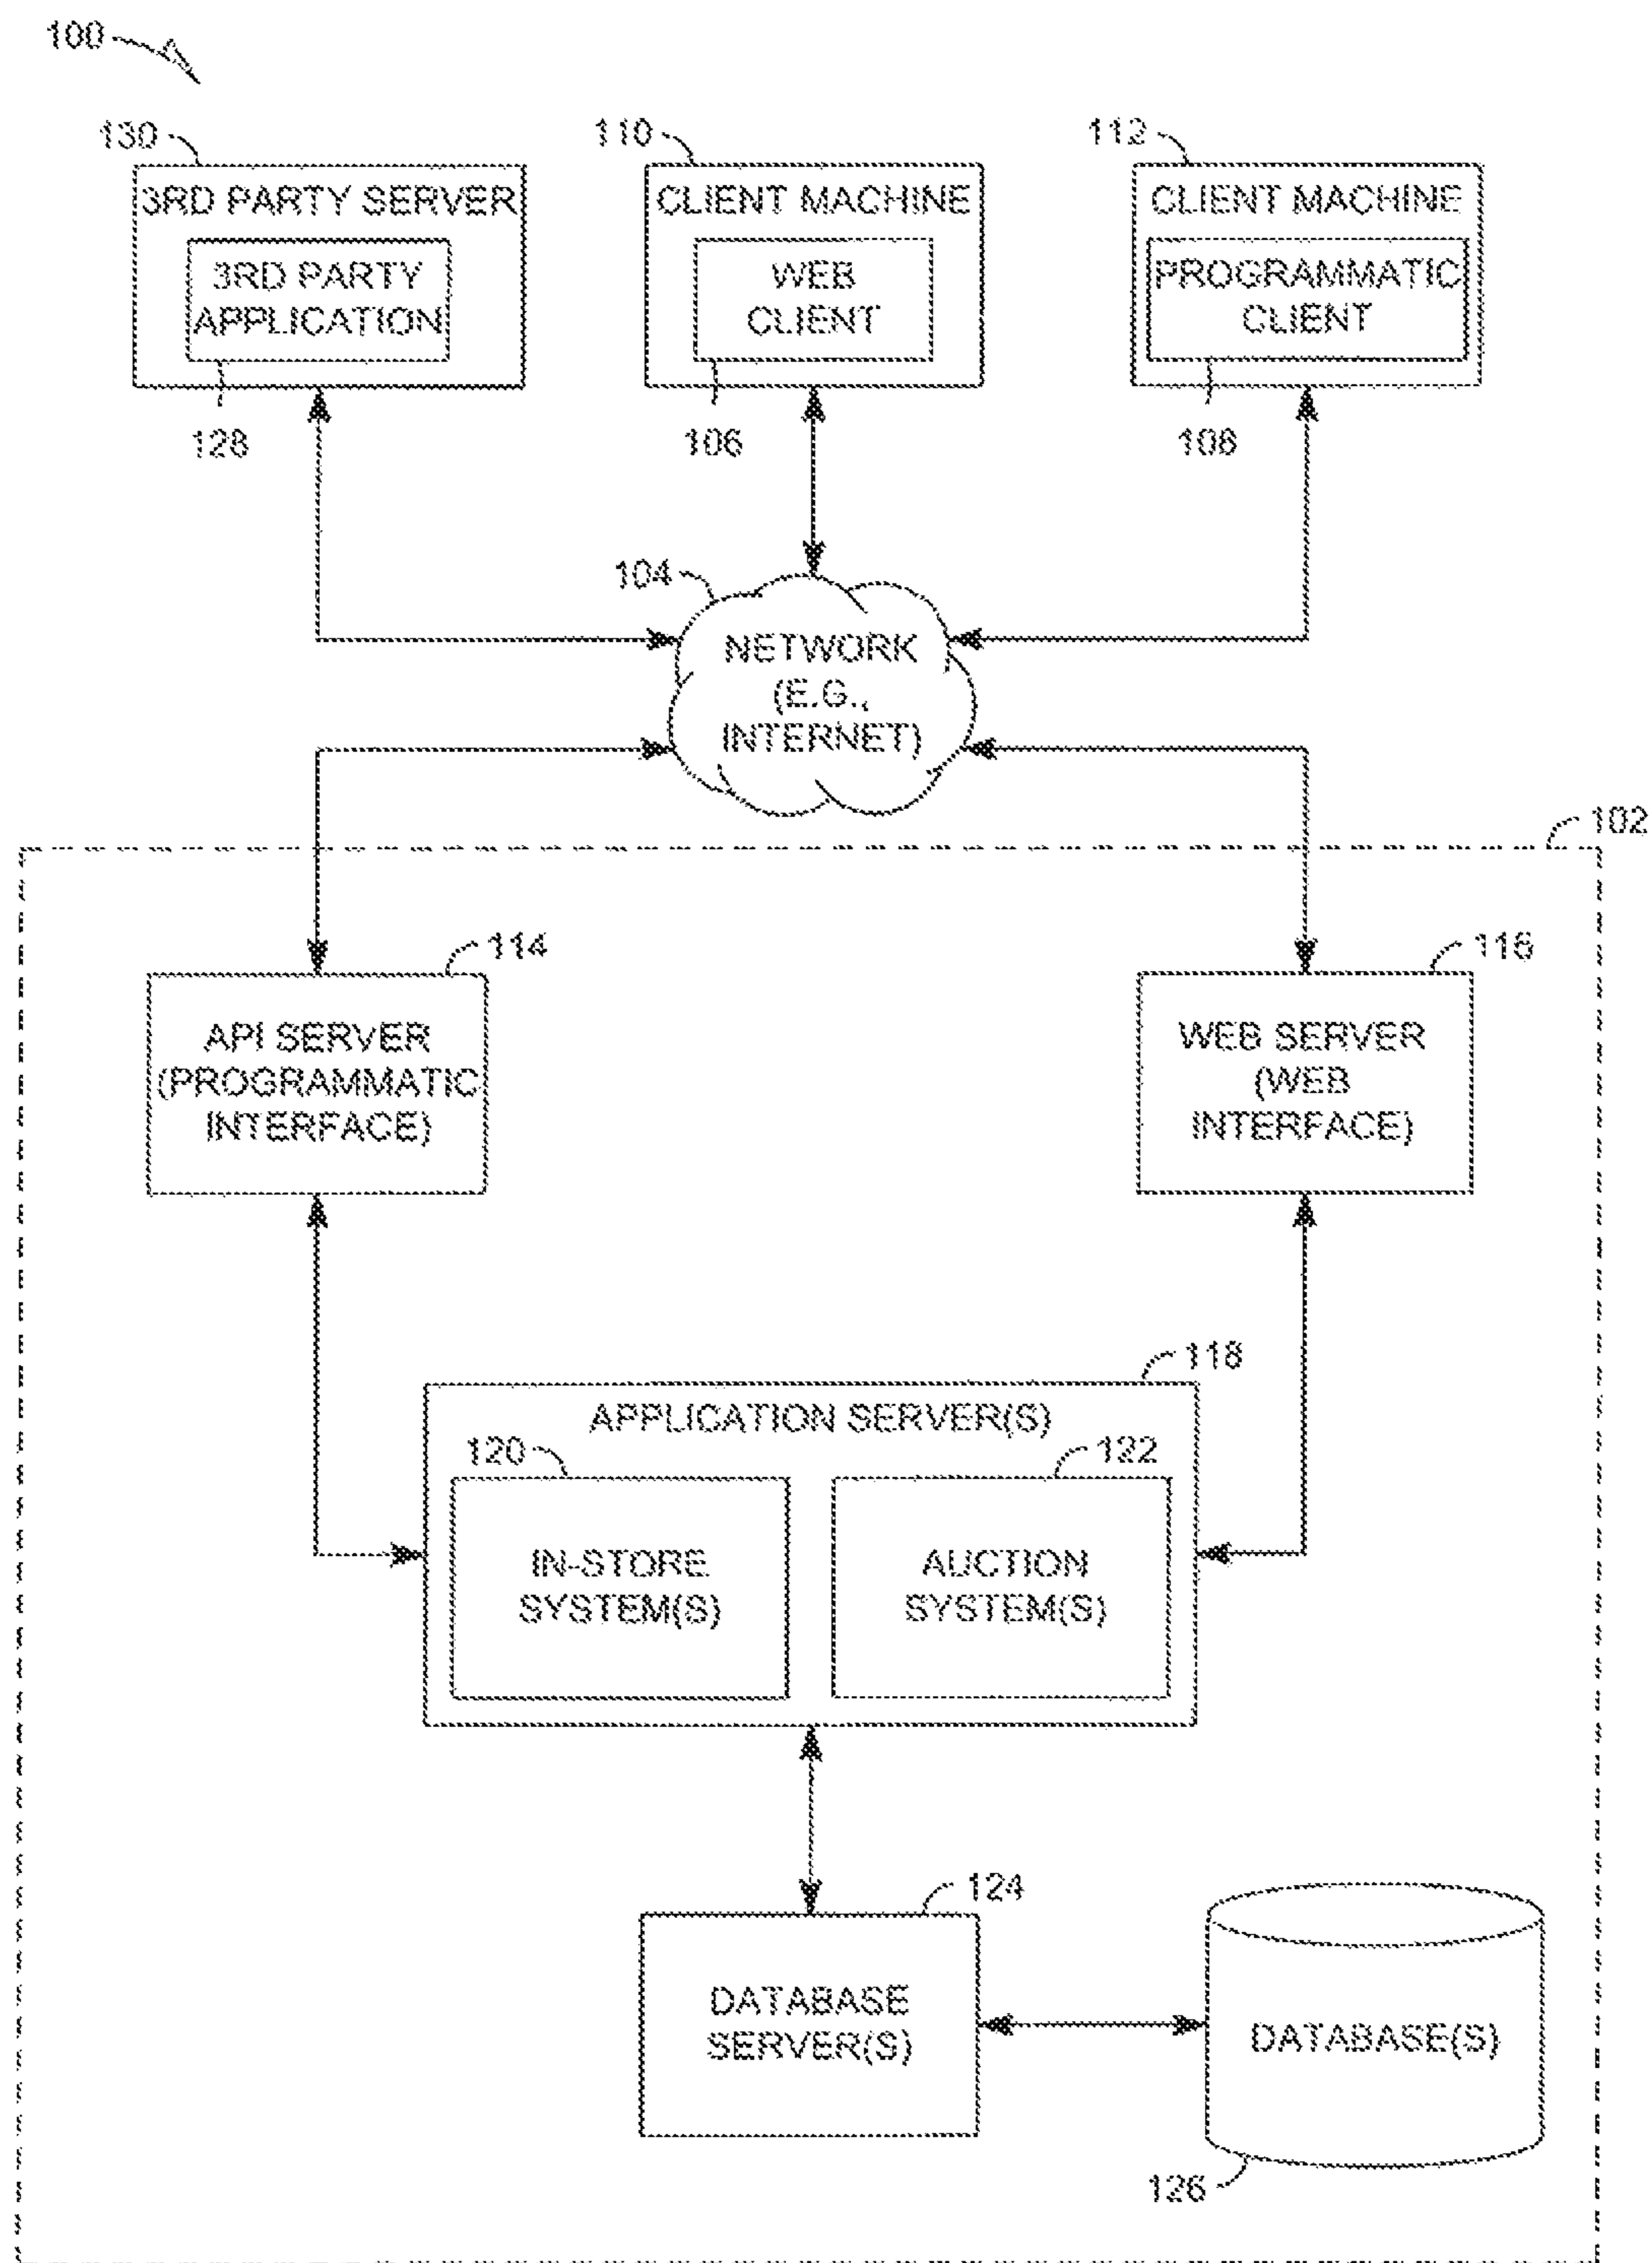 100
130
110
112
3RD PARTY SERVER
CLIENT MACHINE
CLIENT MACHINE
3RD PARTY
APPLICATION
WEB
CLIENT
PROGRAMMATIC
CLIENT
128
106
108
104
NETWORK
(E.G.,
INTERNET)
102
114
116
API SERVER
(PROGRAMMATIC
INTERFACE)
WEB SERVER
(WEB
INTERFACE)
118
APPLICATION SERVER(S)
120
122
IN-STORE
SYSTEM(S)
AUCTION
SYSTEM(S)
124
DATABASE
SERVER(S)
DATABASE(S)
126